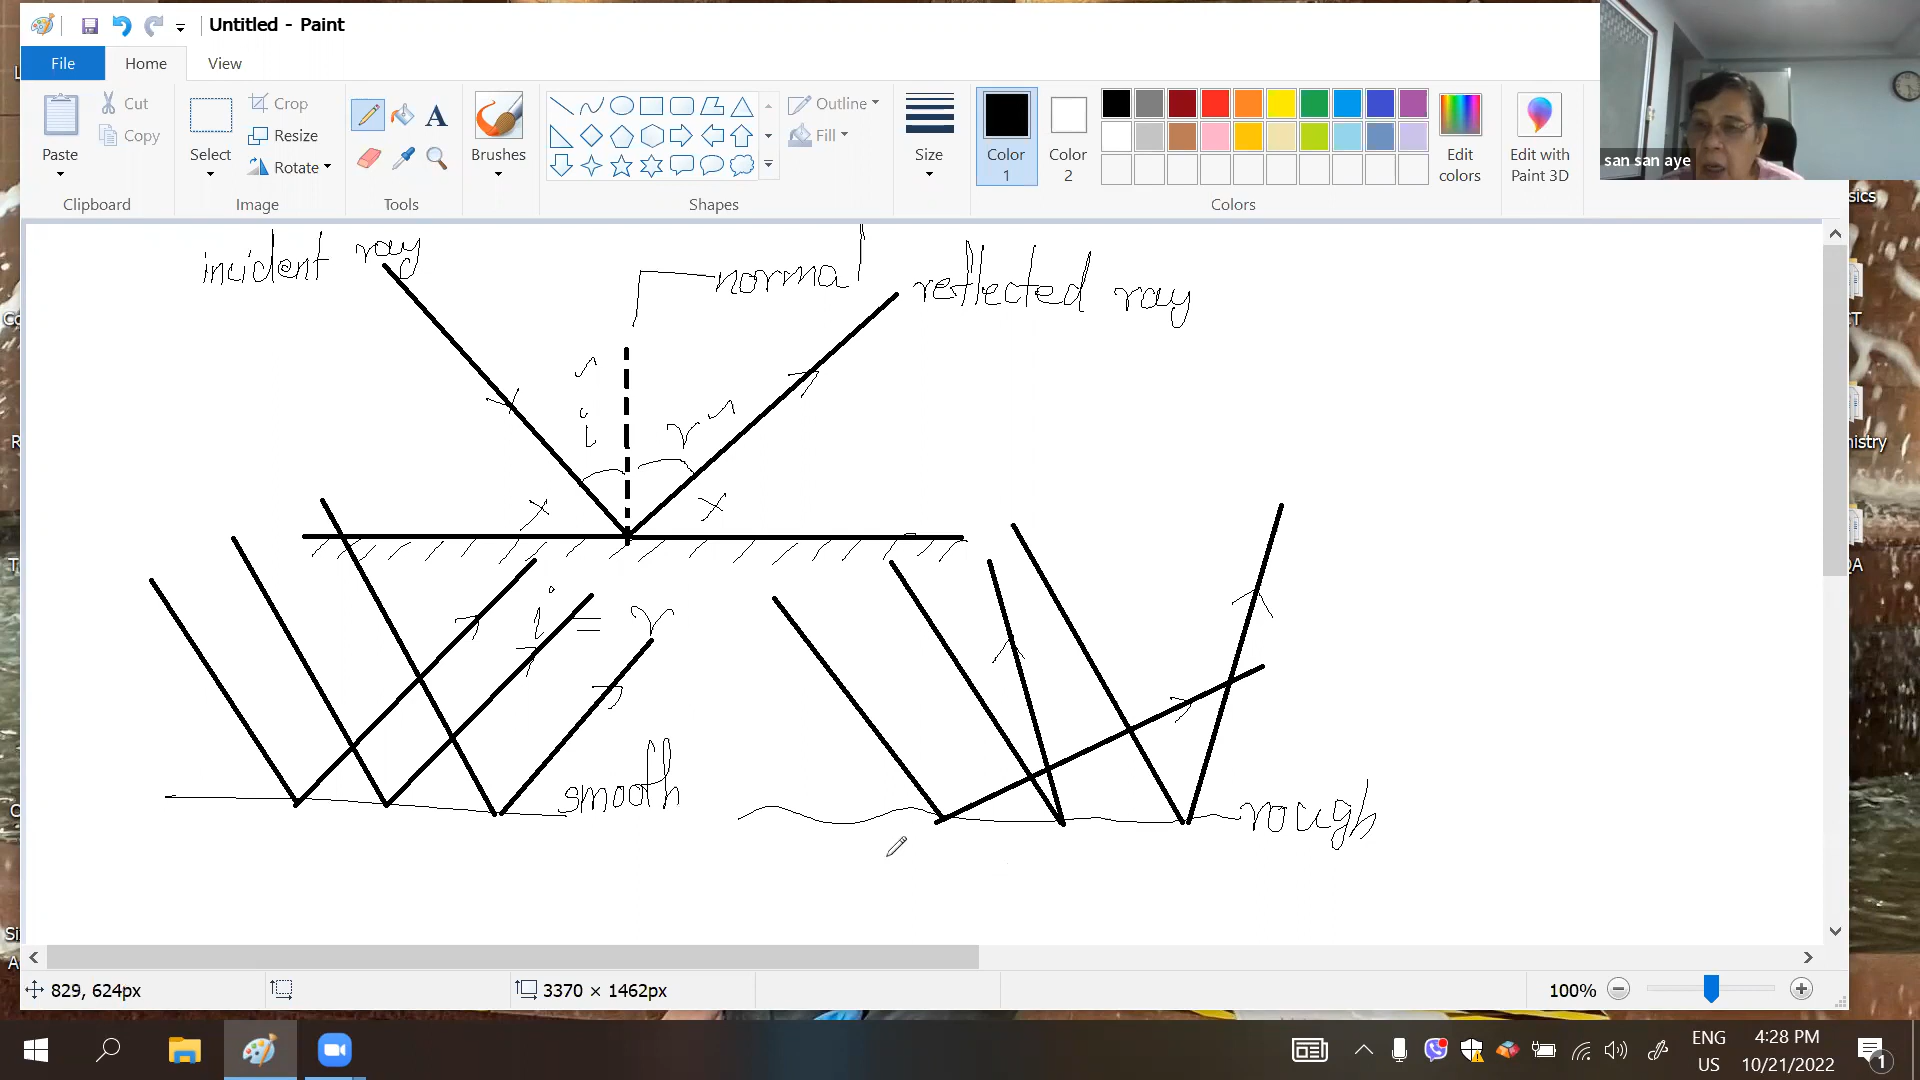 Untitled - Paint
File
Home
View
Paste
Cut
Copy
Clipboard
Select
Crop
Resize
Rotate
Image
Tools
Brushes
Shapes
Outline
Fill
Size
Color 1
Color 2
Edit colors
Edit with Paint 3D
Colors
san san aye
incident ray
normal
reflected ray
i
r
x
x
i = r
smooth
rough
829, 624px
3370 × 1462px
100%
ENG
US
4:28 PM
10/21/2022
1